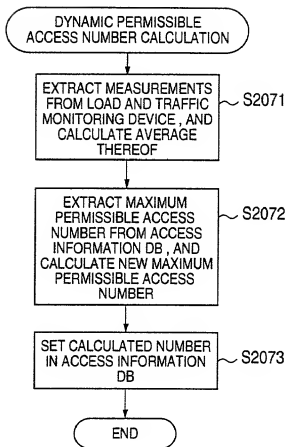 DYNAMIC PERMISSIBLE
ACCESS NUMBER CALCULATION
EXTRACT MEASUREMENTS
FROM LOAD AND TRAFFIC
MONITORING DEVICE, AND
CALCULATE AVERAGE
THEREOF
S2071
EXTRACT MAXIMUM
PERMISSIBLE ACCESS
NUMBER FROM ACCESS
INFORMATION DB, AND
CALCULATE NEW MAXIMUM
PERMISSIBLE ACCESS
NUMBER
S2072
SET CALCULATED NUMBER
IN ACCESS INFORMATION
DB
S2073
END